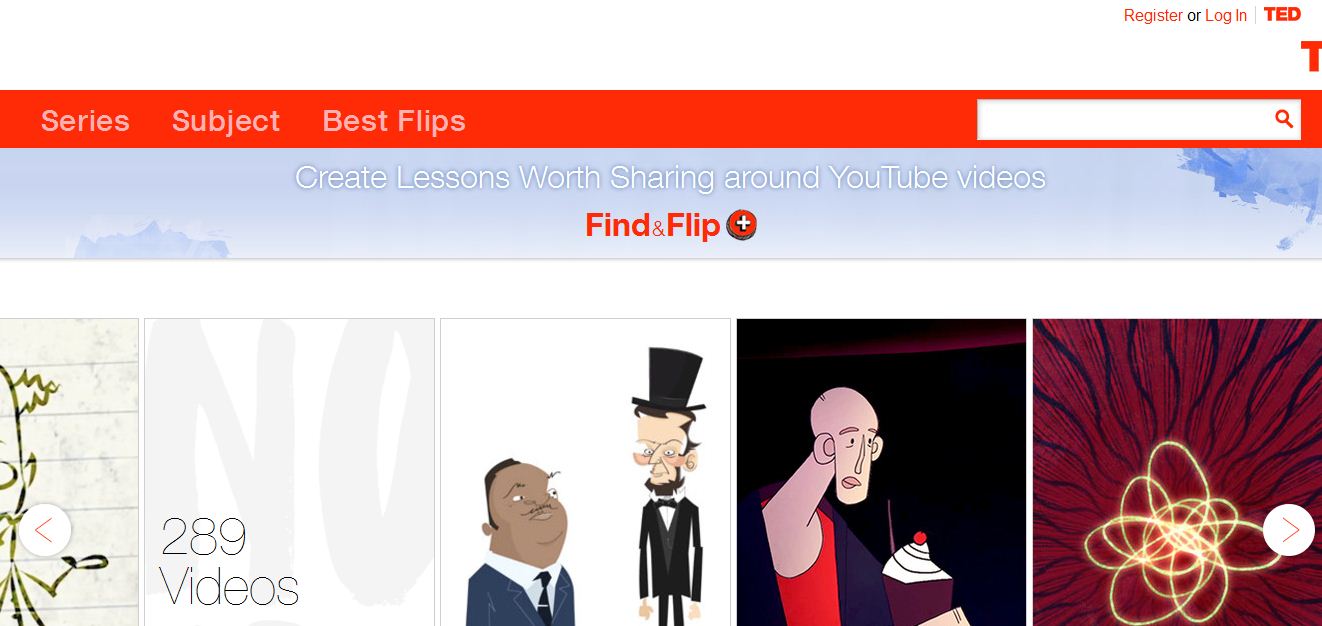 Register or Log In TED
T
Series Subject Best Flips
Create Lessons Worth Sharing around YouTube videos
Find&Flip
NO
289
Videos